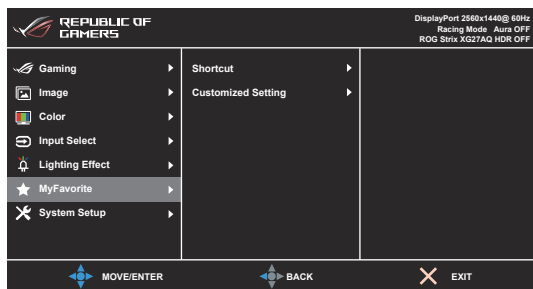 REPUBLIC OF
GAMERS
DisplayPort 2560x1440@ 60Hz
Racing Mode Aura OFF
ROG Strix XG27AQ HDR OFF
Gaming
Image
Color
Input Select
Lighting Effect
MyFavorite
System Setup
Shortcut
Customized Setting
MOVE/ENTER
BACK
EXIT